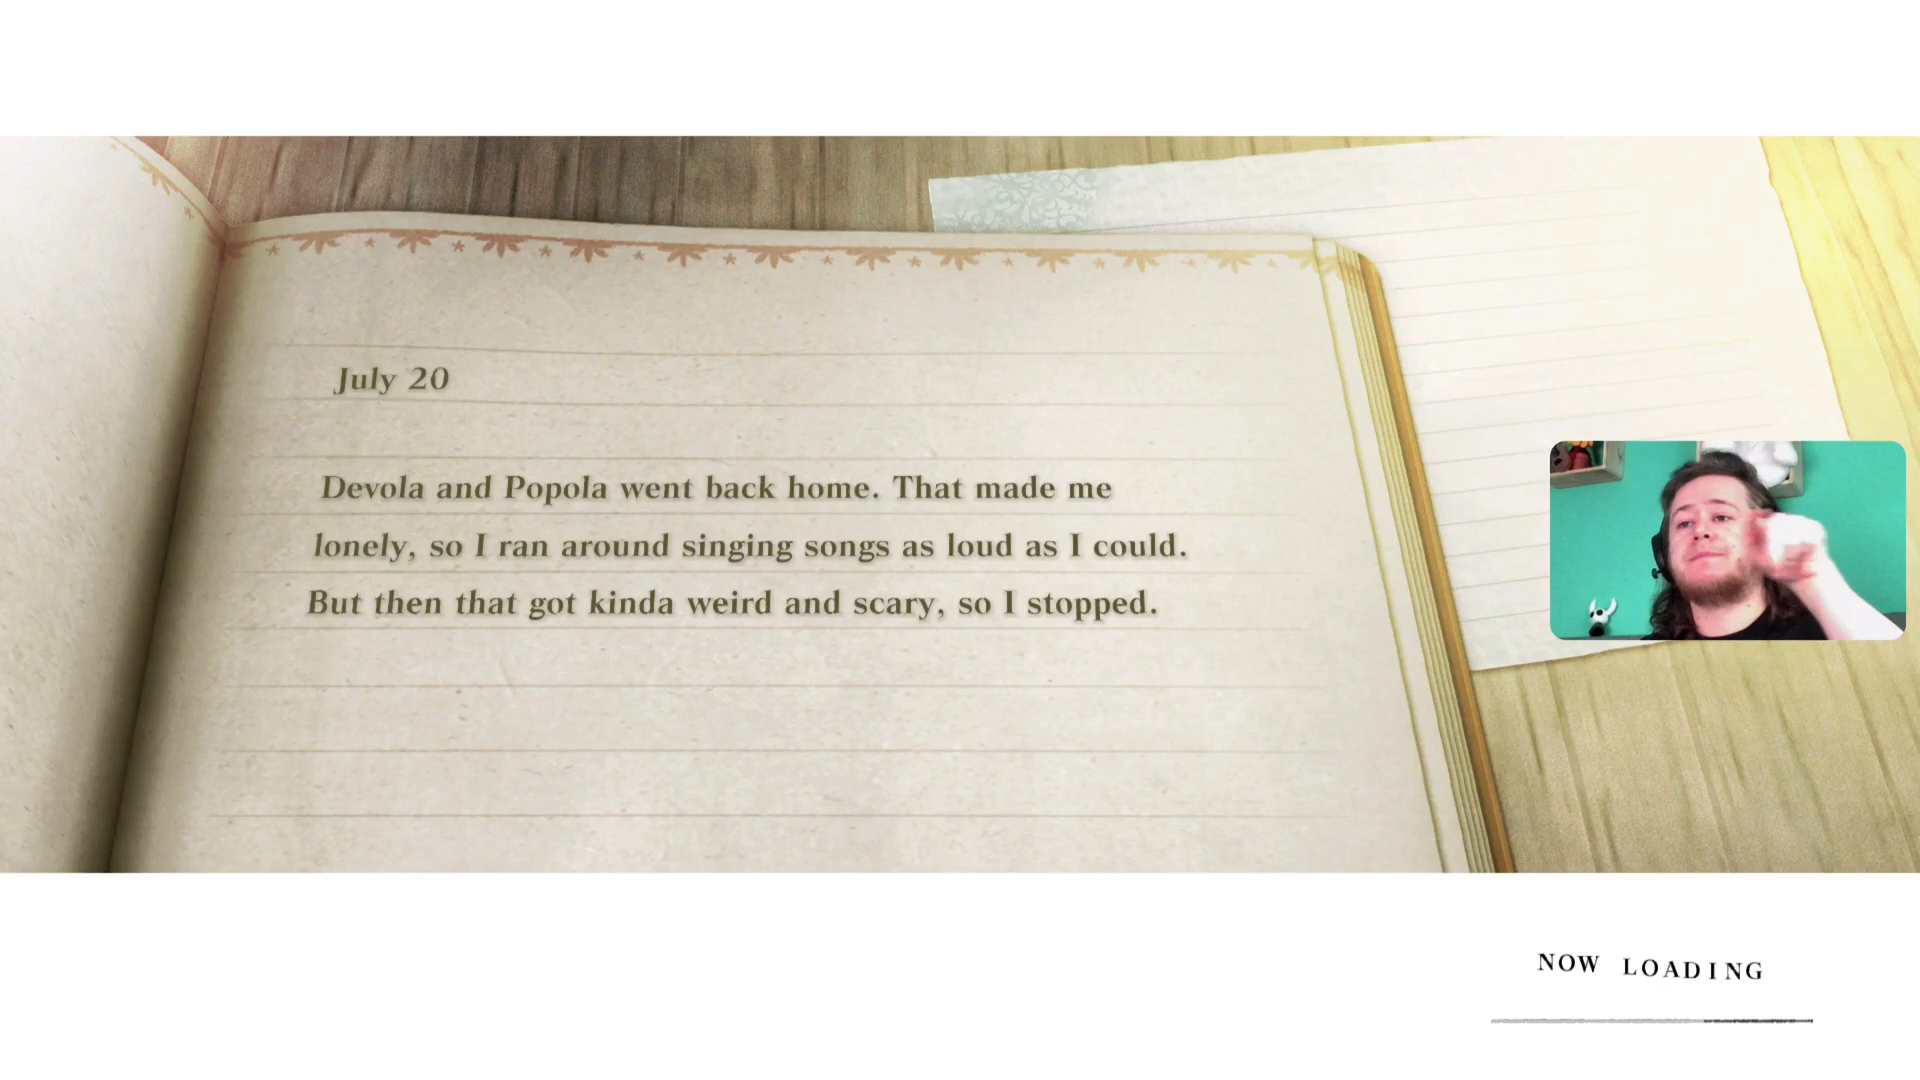 July 20
Devola and Popola went back home. That made me
lonely, so I ran around singing songs as loud as I could.
But then that got kinda weird and scary, so I stopped.
NOW LOADING